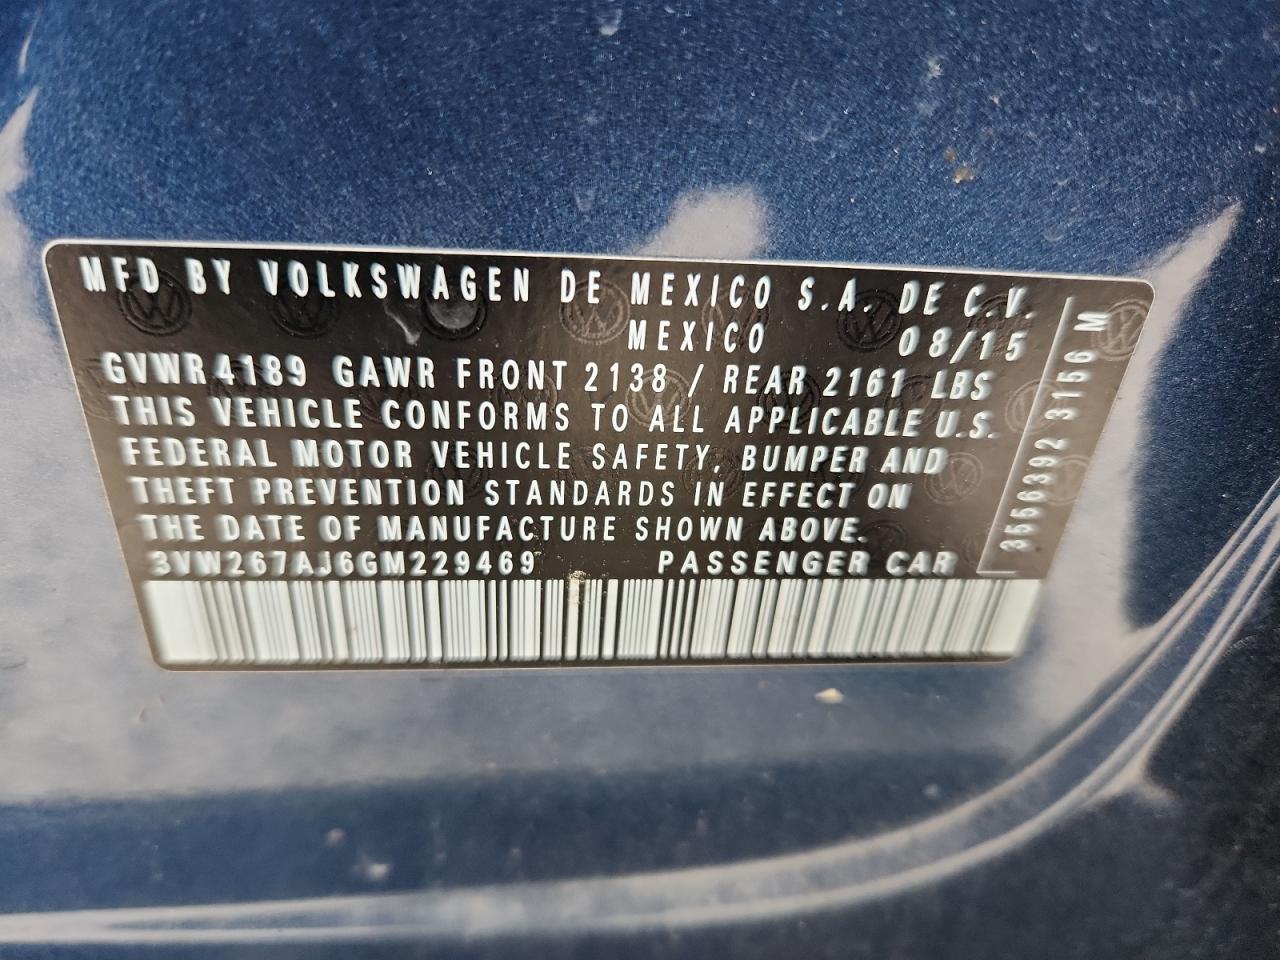 MFD BY VOLKSWAGEN DE MEXICO S.A. DE C.V.
MEXICO 08/15
GVWR4189 GAWR FRONT 2138 / REAR 2161 LBS
THIS VEHICLE CONFORMS TO ALL APPLICABLE U.S.
FEDERAL MOTOR VEHICLE SAFETY, BUMPER AND
THEFT PREVENTION STANDARDS IN EFFECT ON
THE DATE OF MANUFACTURE SHOWN ABOVE.
3VW267AJ6GM229469 PASSENGER CAR
3556392 3156 M